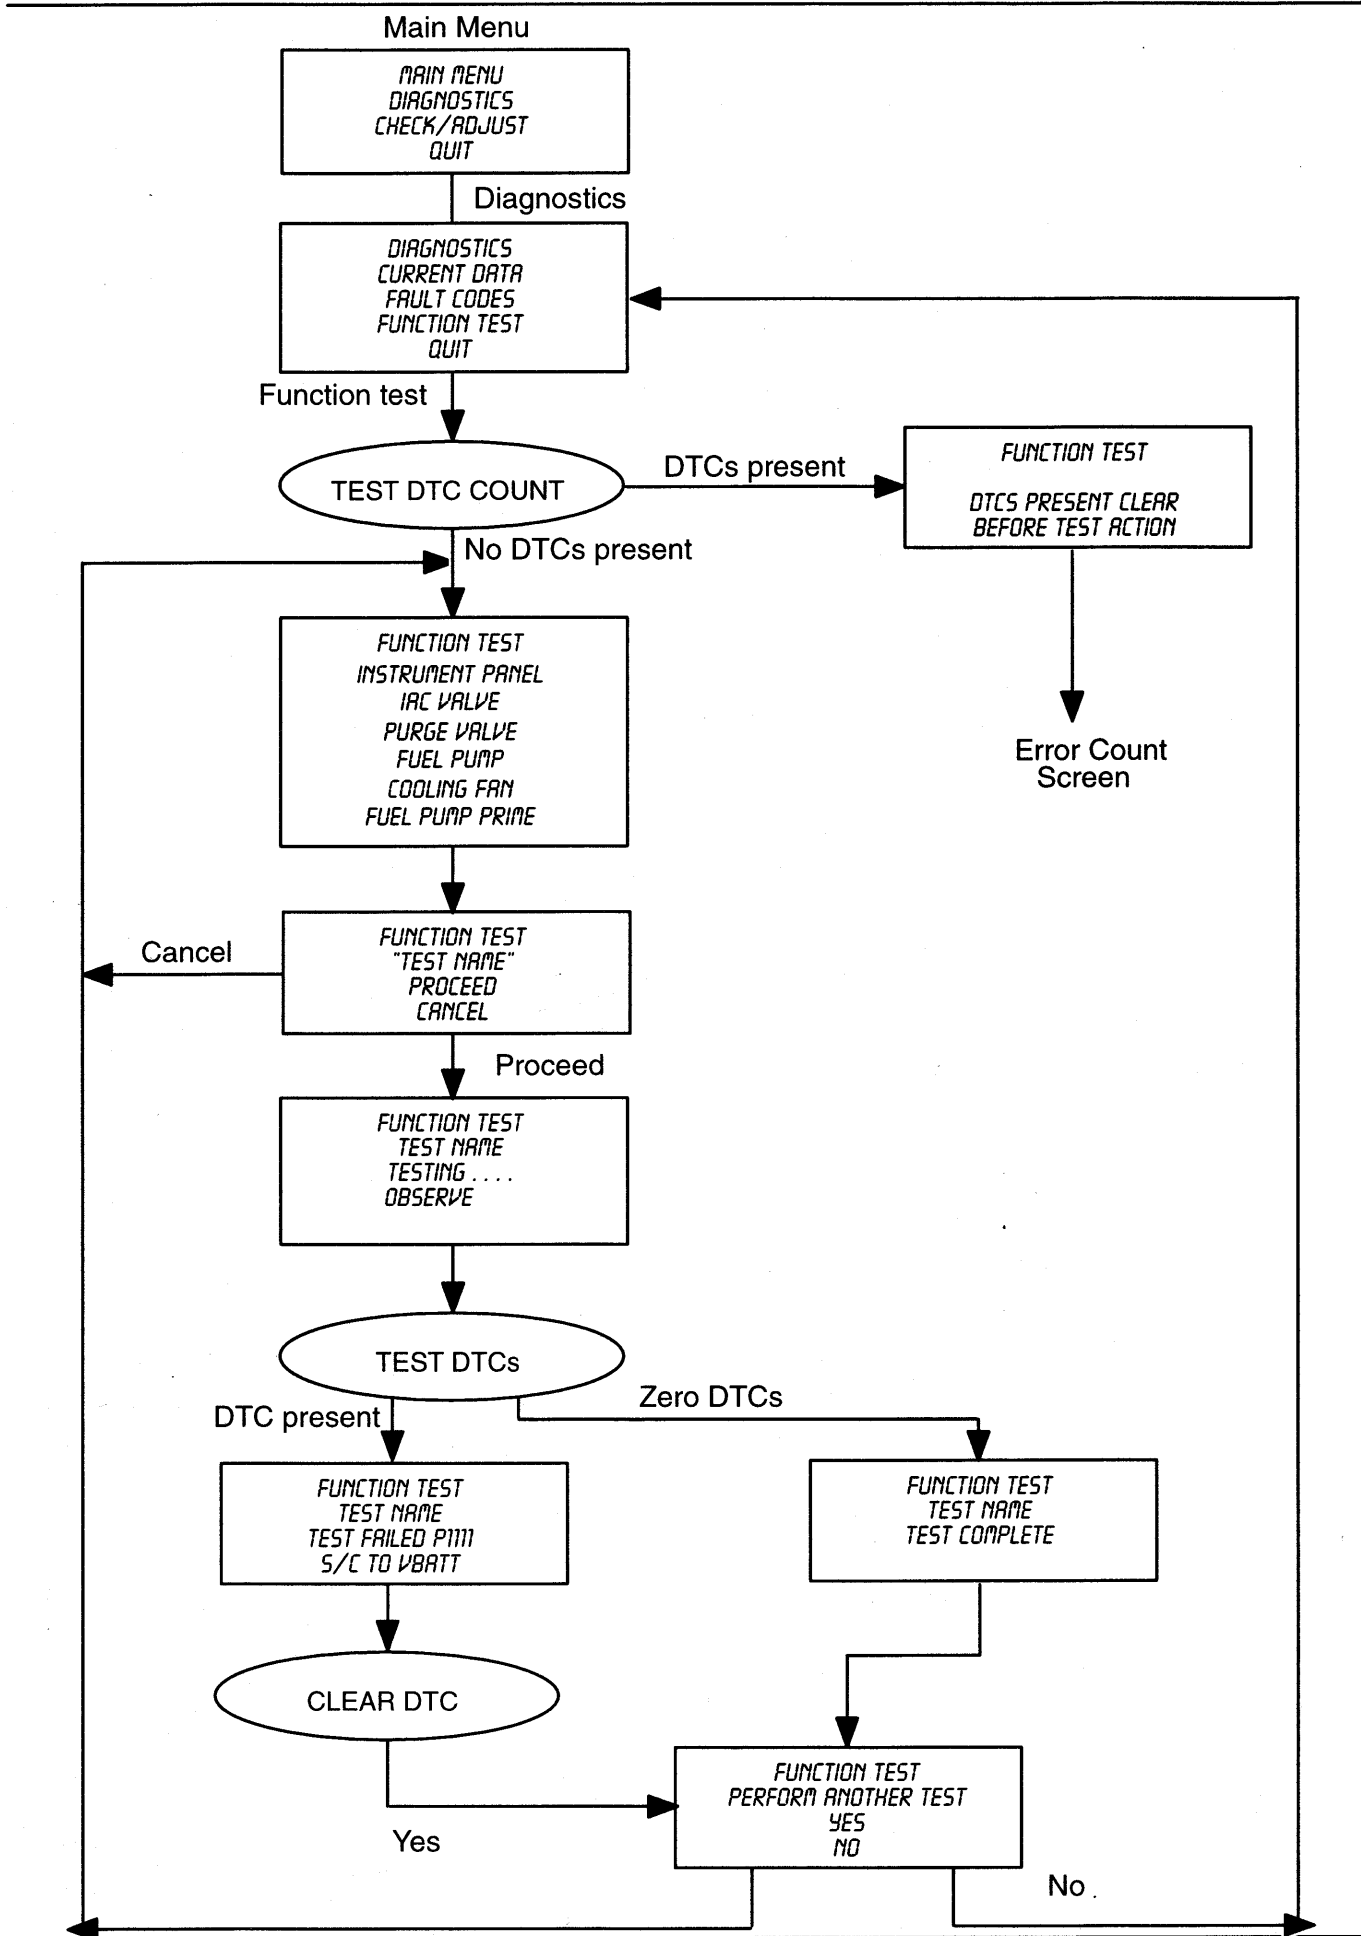 Main Menu
MAIN MENU
DIAGNOSTICS
CHECK/ADJUST
QUIT
Diagnostics
DIAGNOSTICS
CURRENT DATA
FAULT CODES
FUNCTION TEST
QUIT
Function test
TEST DTC COUNT
DTCs present
FUNCTION TEST
DTCS PRESENT CLEAR
BEFORE TEST ACTION
No DTCs present
FUNCTION TEST
INSTRUMENT PANEL
IAC VALVE
PURGE VALVE
FUEL PUMP
COOLING FAN
FUEL PUMP PRIME
Error Count
Screen
Cancel
FUNCTION TEST
"TEST NAME"
PROCEED
CANCEL
Proceed
FUNCTION TEST
TEST NAME
TESTING ....
OBSERVE
TEST DTCs
DTC present
Zero DTCs
FUNCTION TEST
TEST NAME
TEST FAILED P1111
S/C TO VBATT
FUNCTION TEST
TEST NAME
TEST COMPLETE
CLEAR DTC
FUNCTION TEST
PERFORM ANOTHER TEST
YES
NO
Yes
No